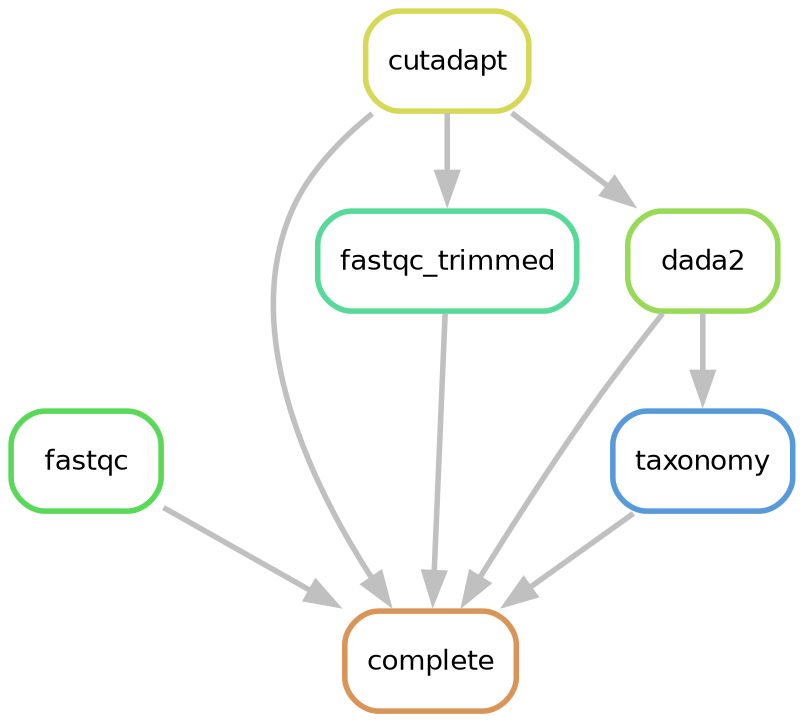 cutadapt
fastqc_trimmed
dada2
fastqc
taxonomy
complete